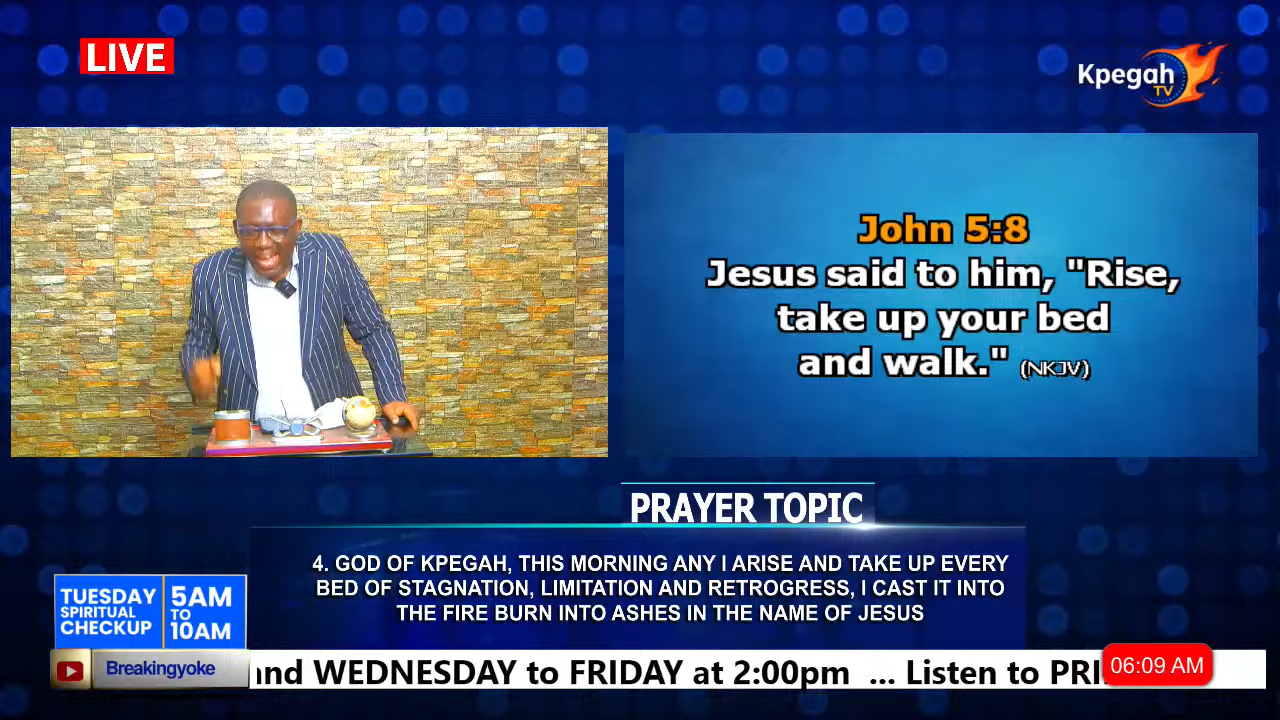 LIVE
Kpegah
TV
John 5:8
Jesus said to him, "Rise,
take up your bed
and walk." (NKJV)
PRAYER TOPIC
4. GOD OF KPEGAH, THIS MORNING ANY I ARISE AND TAKE UP EVERY
BED OF STAGNATION, LIMITATION AND RETROGRESS, I CAST IT INTO
THE FIRE BURN INTO ASHES IN THE NAME OF JESUS
TUESDAY
SPIRITUAL
CHECKUP
5AM
TO
10AM
Breakingyoke
and WEDNESDAY to FRIDAY at 2:00pm ... Listen to
06:09 AM